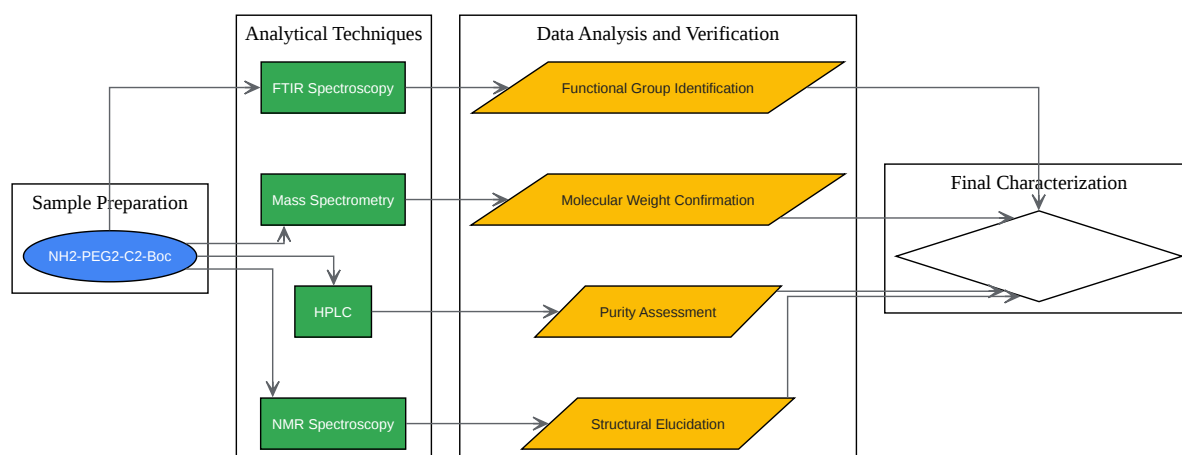 Analytical Techniques
Data Analysis and Verification
FTIR Spectroscopy
Functional Group Identification
Final Characterization
Sample Preparation
Mass Spectrometry
Molecular Weight Confirmation
NH2-PEG2-C2-Boc
HPLC
Purity Assessment
NMR Spectroscopy
Structural Elucidation